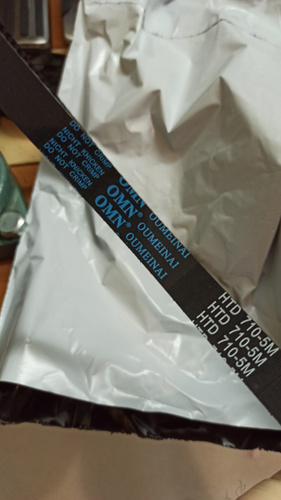 DO NOT CRIMP
NICHT KNICKEN
DO NOT CRIMP
NICHT KNICKEN
DO NOT CRIMP
OMN® OUMEINAI
OMN® OUMEINAI
HTD 710-5M
HTD 710-5M
HTD 710-5M